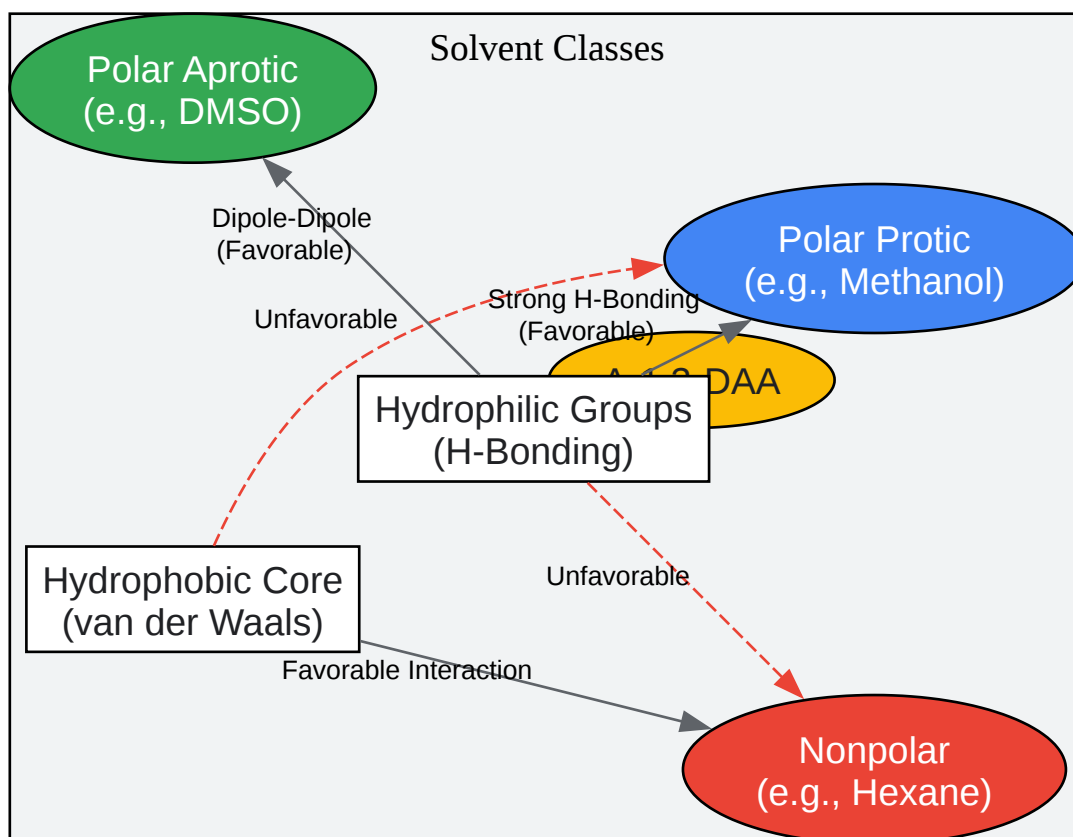 Solvent Classes
Polar Aprotic
(e.g., DMSO)
Dipole-Dipole
(Favorable)
Polar Protic
(e.g., Methanol)
Unfavorable
Strong H-Bonding
(Favorable)
DAA
Hydrophilic Groups
(H-Bonding)
Hydrophobic Core
(van der Waals)
Unfavorable
Favorable Interaction
Nonpolar
(e.g., Hexane)